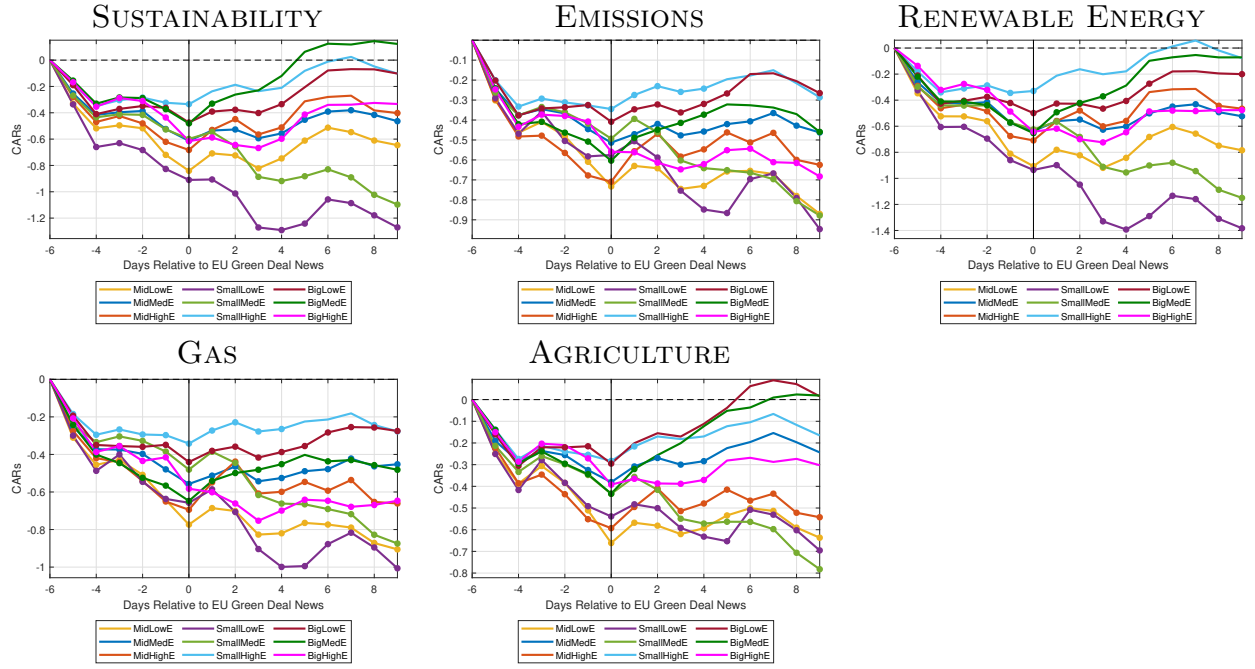 SUSTAINABILITY
0
-0.2
-0.4
-0.6
-0.8
-1
-1.2
CARs
-6 -4 -2 0 2 4 6 8
Days Relative to EU Green Deal News
MidLowE SmallLowE BigLowE
MidMedE SmallMedE BigMedE
MidHighE SmallHighE BigHighE
EMISSIONS
-0.1
-0.2
-0.3
-0.4
-0.5
-0.6
-0.7
-0.8
-0.9
CARs
-6 -4 -2 0 2 4 6 8
Days Relative to EU Green Deal News
MidLowE SmallLowE BigLowE
MidMedE SmallMedE BigMedE
MidHighE SmallHighE BigHighE
RENEWABLE ENERGY
0
-0.2
-0.4
-0.6
-0.8
-1
-1.2
-1.4
CARs
-6 -4 -2 0 2 4 6 8
Days Relative to EU Green Deal News
MidLowE SmallLowE BigLowE
MidMedE SmallMedE BigMedE
MidHighE SmallHighE BigHighE
GAS
0
-0.2
-0.4
-0.6
-0.8
-1
CARs
-6 -4 -2 0 2 4 6 8
Days Relative to EU Green Deal News
MidLowE SmallLowE BigLowE
MidMedE SmallMedE BigMedE
MidHighE SmallHighE BigHighE
AGRICULTURE
0
-0.1
-0.2
-0.3
-0.4
-0.5
-0.6
-0.7
-0.8
CARs
-6 -4 -2 0 2 4 6 8
Days Relative to EU Green Deal News
MidLowE SmallLowE BigLowE
MidMedE SmallMedE BigMedE
MidHighE SmallHighE BigHighE